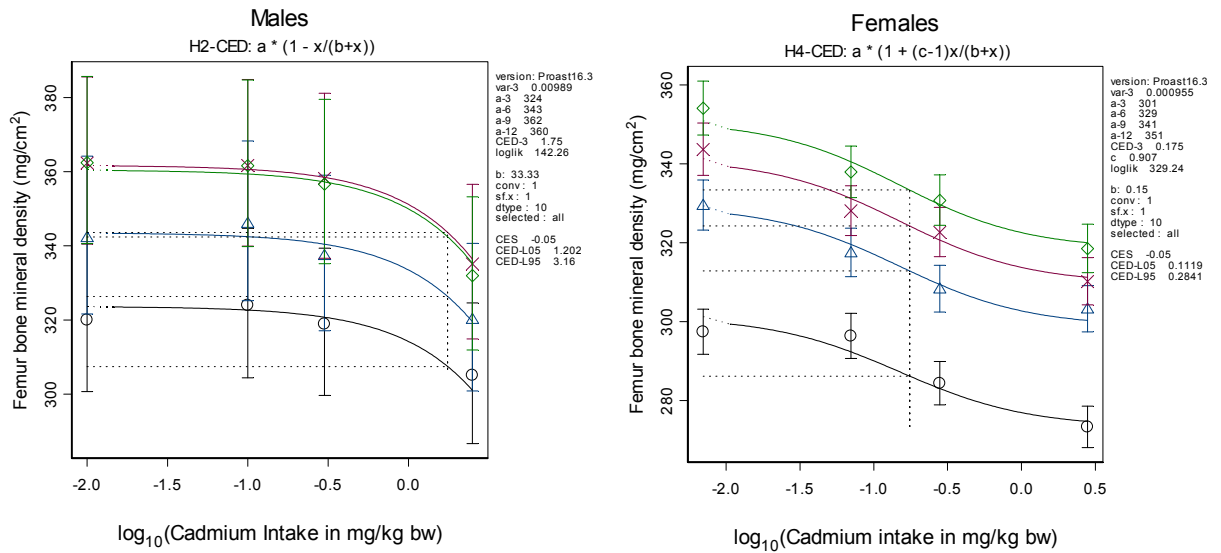 Males
H2-CED: a * (1 - x/(b+x))
Femur bone mineral density (mg/cm²)
380
360
340
320
300
-2.0 -1.0 -0.5 0.0
log₁₀(Cadmium Intake in mg/kg bw)
version: Proast16.3
var-3 0.00989
a-3 324
a-6 343
a-9 362
a-12 360
CED-3 1.75
loglik 142.26
b: 33.33
conv : 1
sf.x : 1
dtype : 10
selected : all
CES -0.05
CED-L05 1.202
CED-L95 3.16
Females
H4-CED: a * (1 + (c-1)x/(b+x))
Femur bone mineral density (mg/cm²)
360
340
320
300
280
-2.0 -1.5 -1.0 -0.5 0.0 0.5
log₁₀(Cadmium intake in mg/kg bw)
version: Proast16.3
var-3 0.000955
a-3 301
a-6 329
a-9 341
a-12 351
CED-3 0.175
c 0.907
loglik 329.24
b: 0.15
conv : 1
sf.x : 1
dtype : 10
selected : all
CES -0.05
CED-L05 0.1119
CED-L95 0.2841